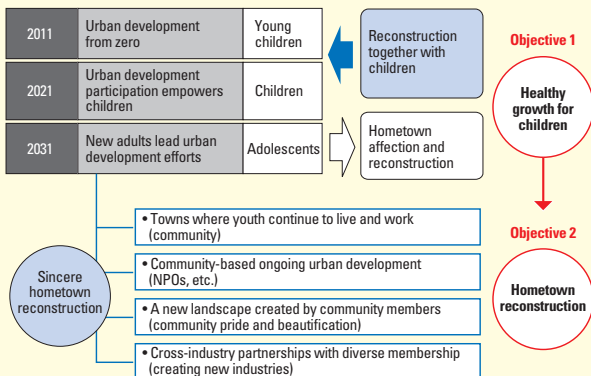 2011
Urban development
from zero
Young
children
2021
Urban development
participation empowers
children
Children
2031
New adults lead urban
development efforts
Adolescents
Reconstruction
together with
children
Hometown
affection and
reconstruction
Objective 1
Healthy
growth for
children
Objective 2
Hometown
reconstruction
Sincere
hometown
reconstruction
• Towns where youth continue to live and work
(community)
• Community-based ongoing urban development
(NPOs, etc.)
• A new landscape created by community members
(community pride and beautification)
• Cross-industry partnerships with diverse membership
(creating new industries)